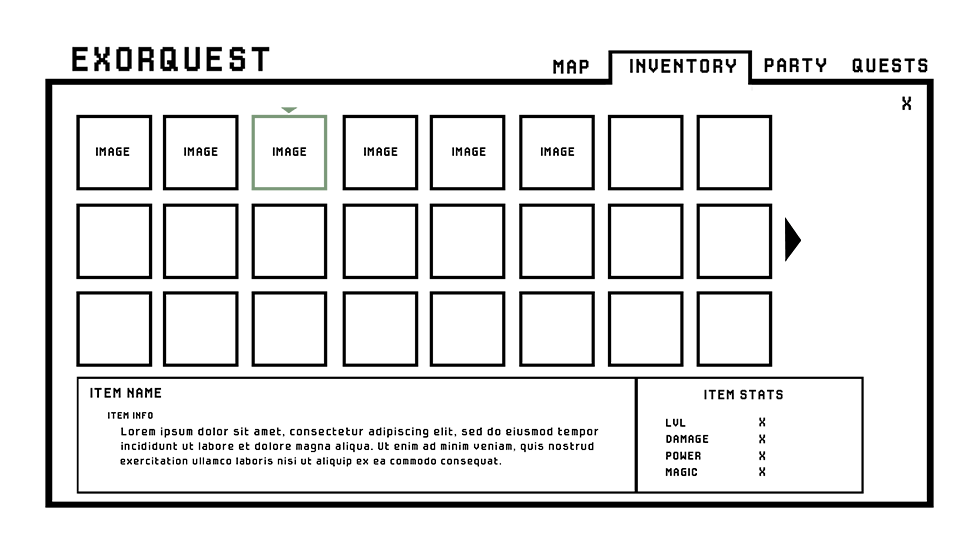 EXORQUEST
MAP INVENTORY PARTY QUESTS
X
IMAGE IMAGE IMAGE IMAGE IMAGE IMAGE
ITEM NAME
ITEM INFO
Lorem ipsum dolor sit amet, consectetur adipiscing elit, sed do eiusmod tempor
incididunt ut labore et dolore magna aliqua. Ut enim ad minim veniam, quis nostrud
exercitation ullamco laboris nisi ut aliquip ex ea commodo consequat.
ITEM STATS
LVL X
DAMAGE X
POWER X
MAGIC X